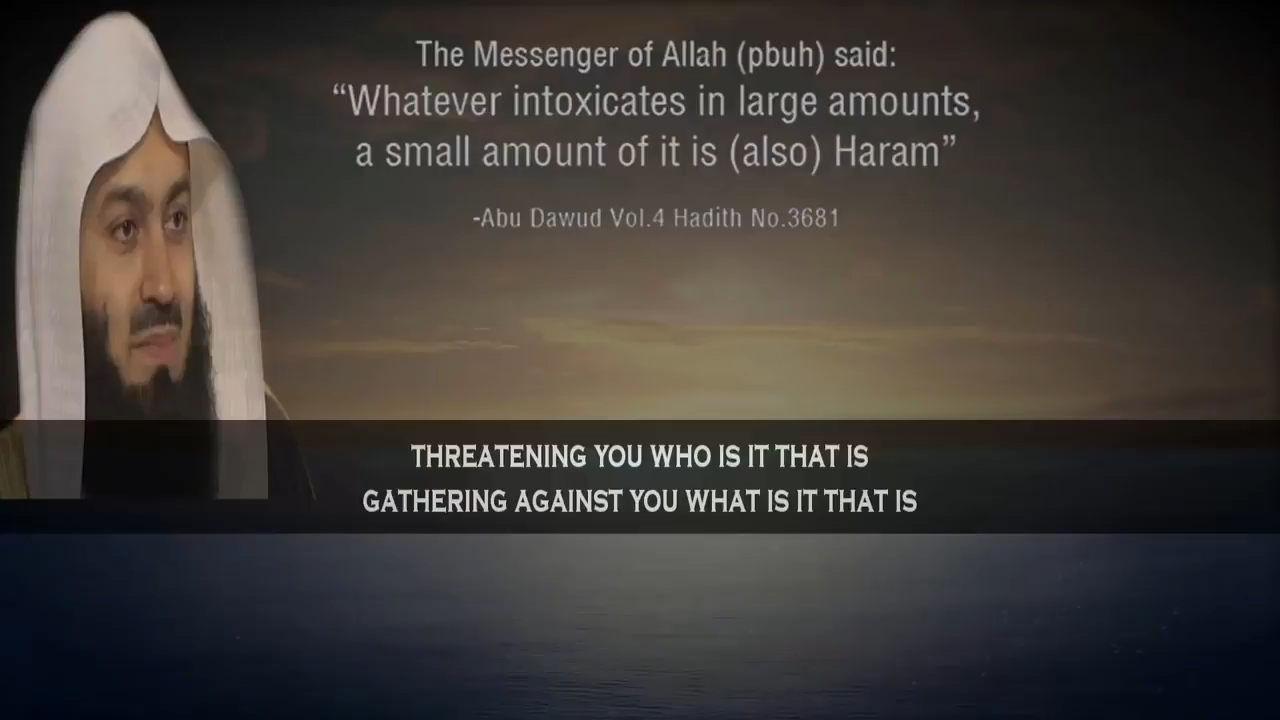 The Messenger of Allah (pbuh) said:
“Whatever intoxicates in large amounts,
a small amount of it is (also) Haram”
-Abu Dawud Vol.4 Hadith No.3681
THREATENING YOU WHO IS IT THAT IS
GATHERING AGAINST YOU WHAT IS IT THAT IS